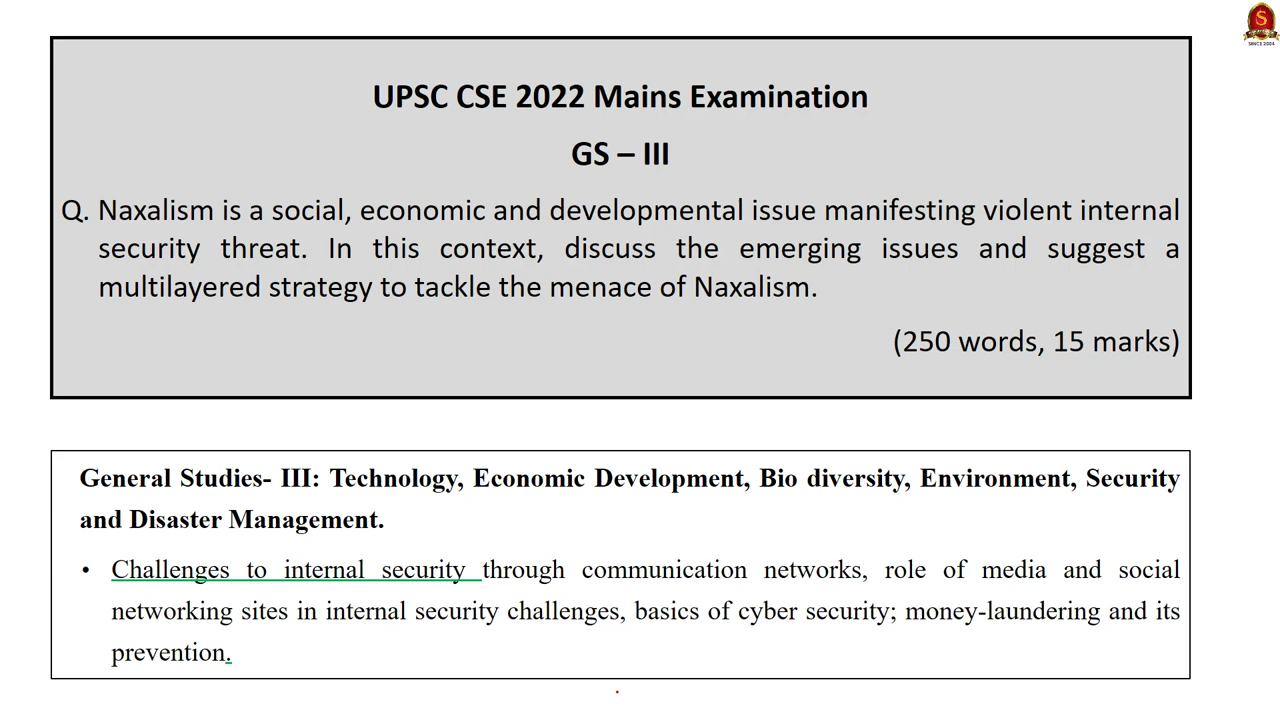 S
SINCE 2004
UPSC CSE 2022 Mains Examination
GS – III
Q. Naxalism is a social, economic and developmental issue manifesting violent internal
security threat. In this context, discuss the emerging issues and suggest a
multilayered strategy to tackle the menace of Naxalism.
(250 words, 15 marks)
General Studies- III: Technology, Economic Development, Bio diversity, Environment, Security
and Disaster Management.
• Challenges to internal security through communication networks, role of media and social
networking sites in internal security challenges, basics of cyber security; money-laundering and its
prevention.